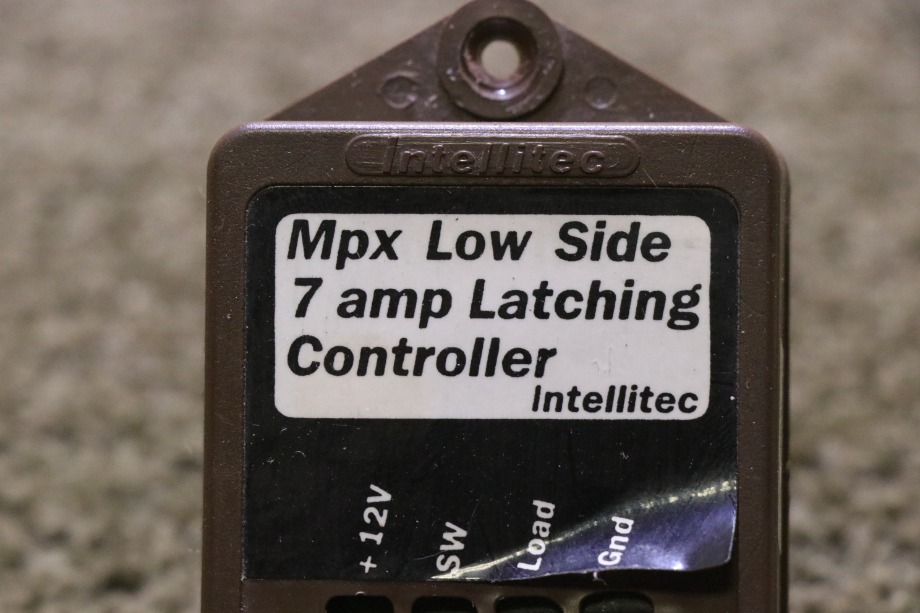 Intellitec
Mpx Low Side
7 amp Latching
Controller
Intellitec
+12V
SW
Load
Gnd